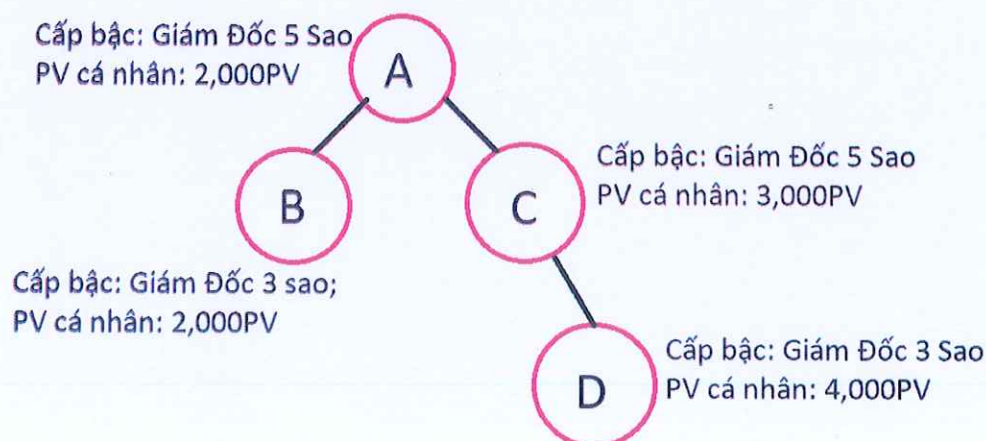 Cấp bậc: Giám Đốc 5 Sao
PV cá nhân: 2,000PV
A
B
C
Cấp bậc: Giám Đốc 5 Sao
PV cá nhân: 3,000PV
Cấp bậc: Giám Đốc 3 sao;
PV cá nhân: 2,000PV
D
Cấp bậc: Giám Đốc 3 Sao
PV cá nhân: 4,000PV